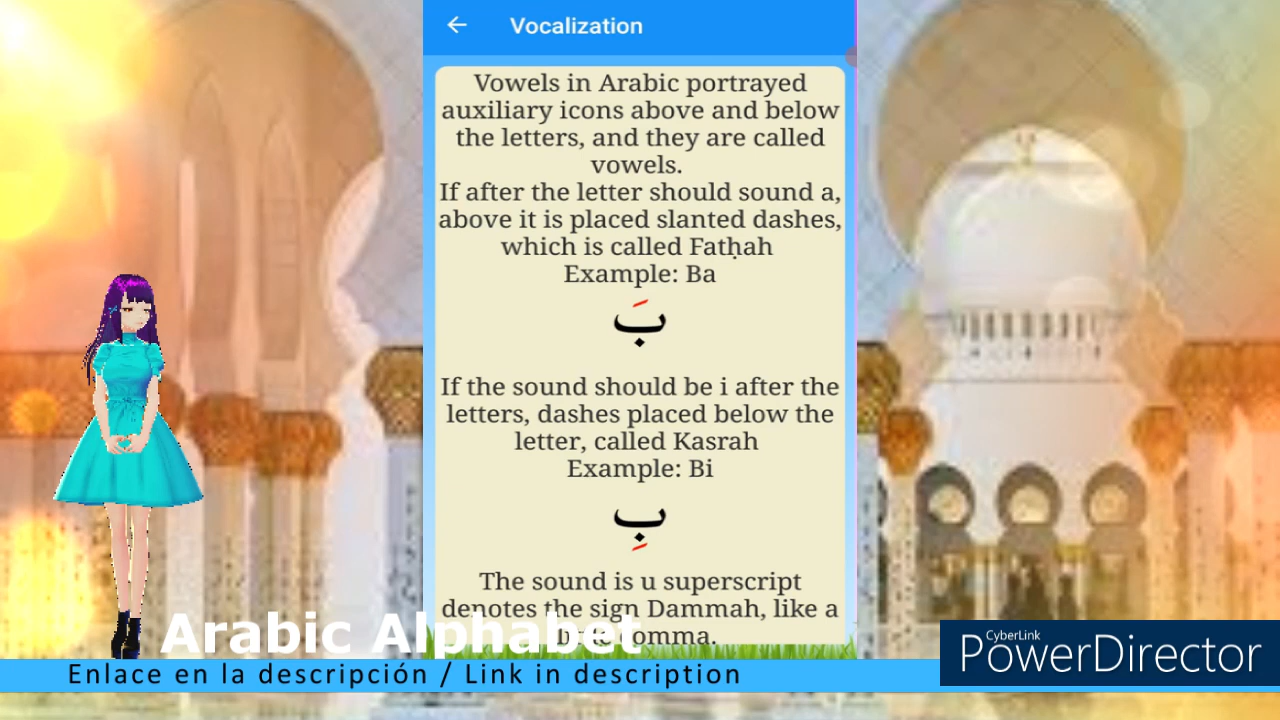 Vocalization
Vowels in Arabic portrayed
auxiliary icons above and below
the letters, and they are called
vowels.
If after the letter should sound a,
above it is placed slanted dashes,
which is called Fatḥah
Example: Ba
بَ
If the sound should be i after the
letters, dashes placed below the
letter, called Kasrah
Example: Bi
بِ
The sound is u superscript
denotes the sign Dammah, like a
Arabic Alphabet
Enlace en la descripción / Link in description
CyberLink
PowerDirector